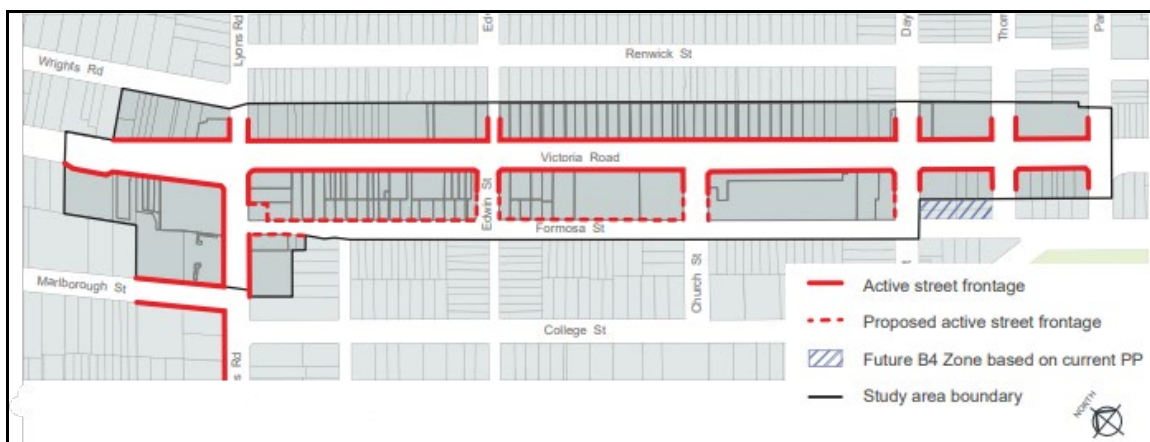 Lyons Rd
Wrights Rd
Renwick St
Victoria Road
Edwin St
Formosa St
Marlborough St
Church St
College St
s Rd
Active street frontage
Proposed active street frontage
Future B4 Zone based on current PP
Study area boundary
NORTH